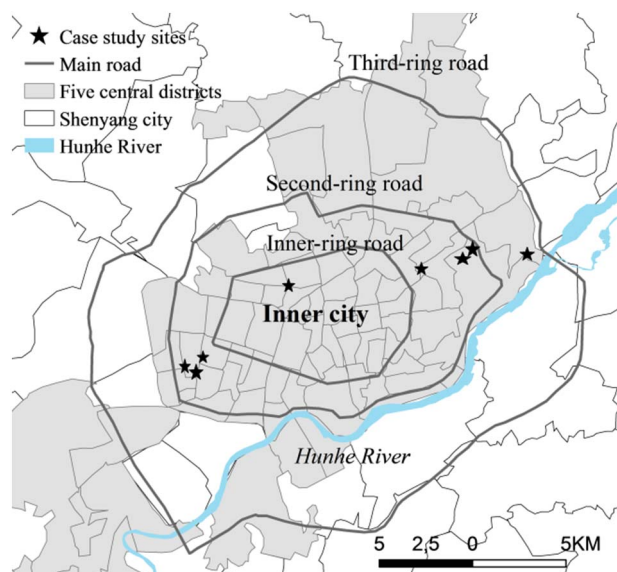 Case study sites
Main road
Five central districts
Shenyang city
Hunhe River
Third-ring road
Second-ring road
Inner-ring road
Inner city
Hunhe River
5 2.5 0 5KM